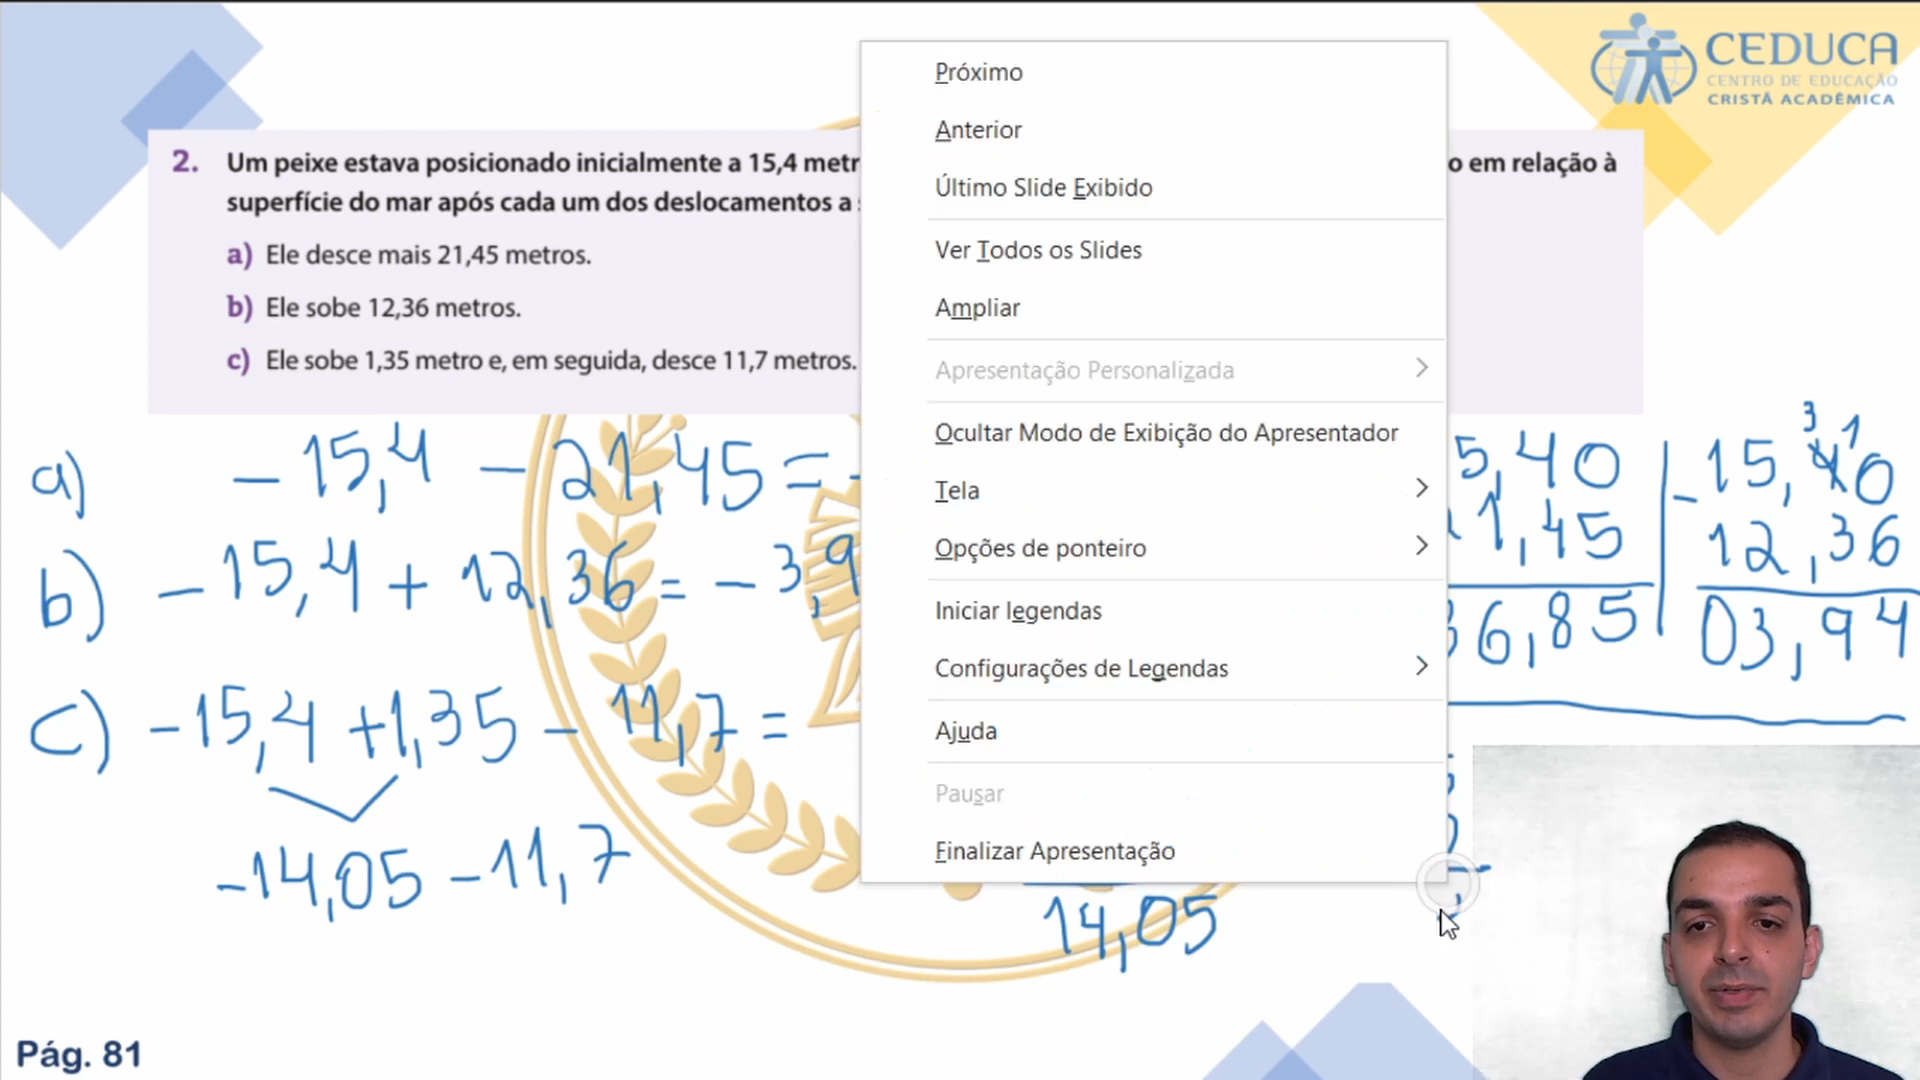 CEDUCA
CENTRO DE EDUCAÇÃO
CRISTÃ ACADÊMICA
2. Um peixe estava posicionado inicialmente a 15,4 metr
o em relação à
superfície do mar após cada um dos deslocamentos a
a) Ele desce mais 21,45 metros.
b) Ele sobe 12,36 metros.
c) Ele sobe 1,35 metro e, em seguida, desce 11,7 metros.
Próximo
Anterior
Último Slide Exibido
Ver Todos os Slides
Ampliar
Apresentação Personalizada
Ocultar Modo de Exibição do Apresentador
Tela
Opções de ponteiro
Iniciar legendas
Configurações de Legendas
Ajuda
Pausar
Finalizar Apresentação
a) -15,4 - 21,45 = -
b) -15,4 + 12,36 = -3,9
c) -15,4 +1,35 - 11,7 =
-14,05 - 11,7
14,05
5,40
1,45
6,85
3 1
-15,40
12,36
03,94
Pág. 81